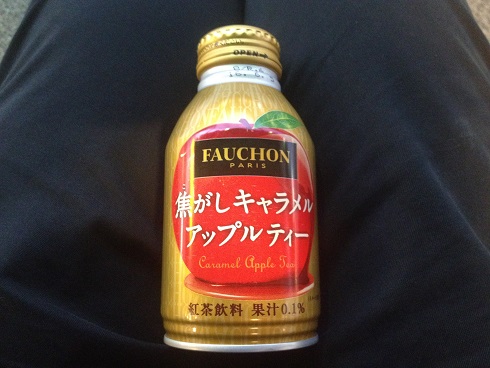 OPEN→
FAUCHON
PARIS
焦がしキャラメル
アップルティー
Caramel Apple Tea
紅茶飲料 果汁0.1%